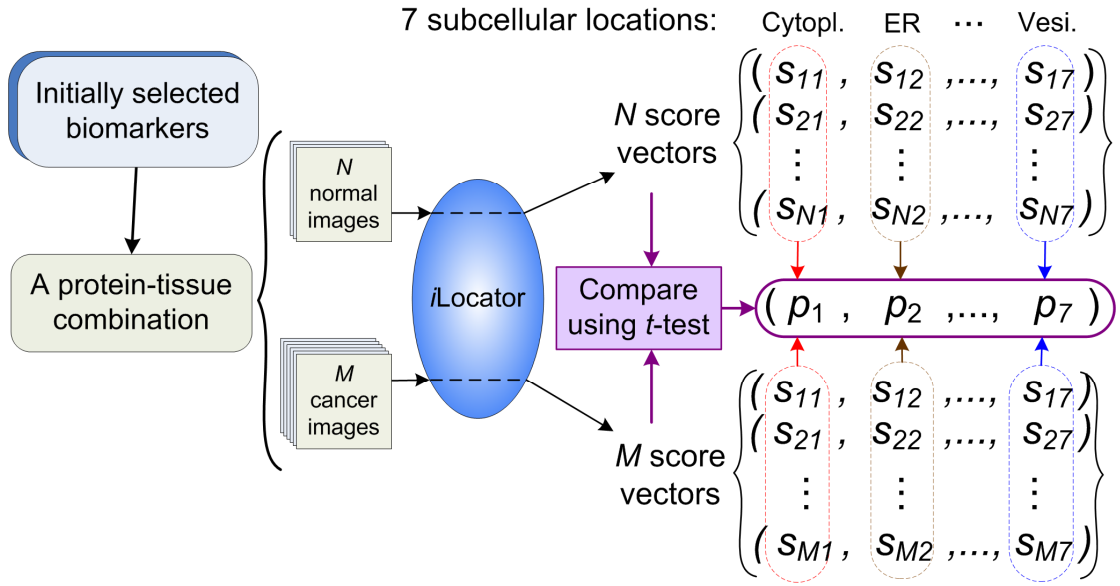 7 subcellular locations: Cytopl. ER ... Vesi.
Initially selected
biomarkers
A protein-tissue
combination
N
normal
images
M
cancer
images
iLocator
N score
vectors
Compare
using t-test
M score
vectors
( s11 , s12 ,..., s17 )
( s21 , s22 ,..., s27 )
⋮ ⋮ ⋮
( sN1 , sN2 ,..., sN7 )
( p1 , p2 ,..., p7 )
( s11 , s12 ,..., s17 )
( s21 , s22 ,..., s27 )
⋮ ⋮ ⋮
( sM1 , sM2 ,..., sM7 )